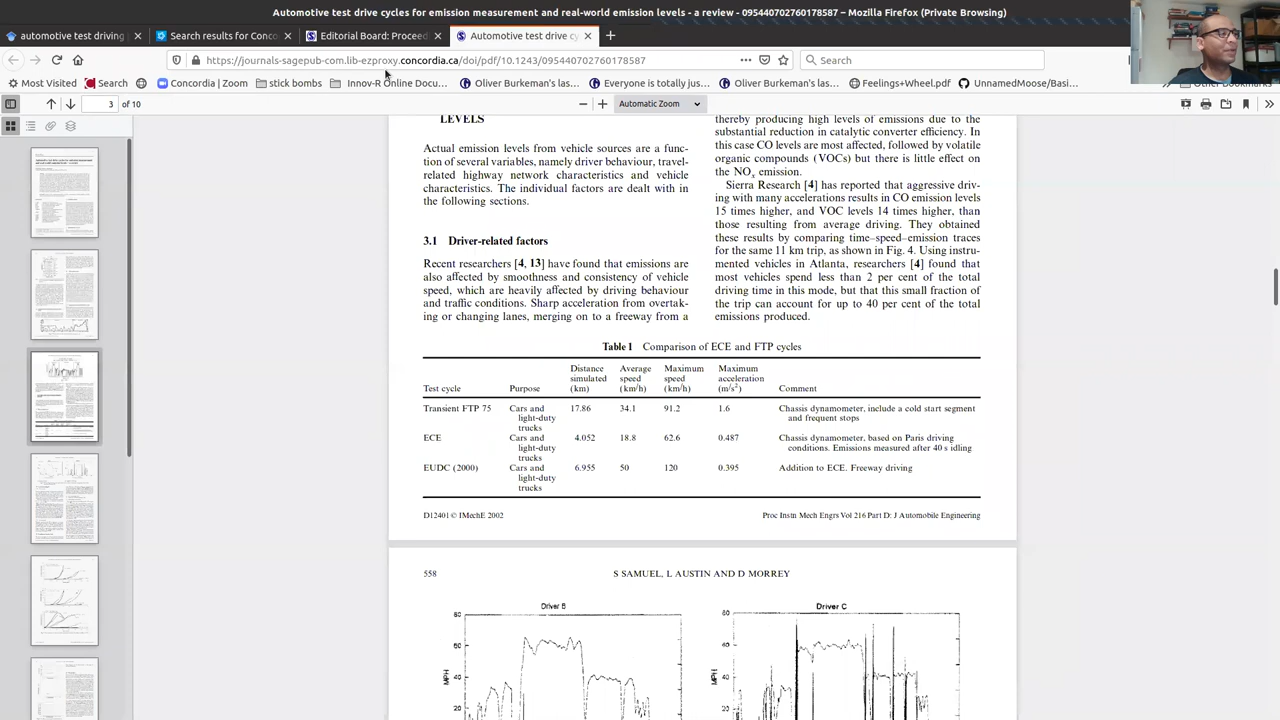 Automotive test drive cycles for emission measurement and real-world emission levels - a review - 095440702760178587 - Mozilla Firefox (Private Browsing)
automotive test driving
Search results for Conco
Editorial Board: Proceed
Automotive test drive cy
https://journals-sagepub-com.lib-ezproxy.concordia.ca/doi/pdf/10.1243/095440702760178587
Search
Most Visited
Search
Concordia | Zoom
stick bombs
Innov-R Online Docu...
Oliver Burkeman's las...
Everyone is totally jus...
Oliver Burkeman's las...
Feelings+Wheel.pdf
UnnamedMoose/Basi...
Other Bookmarks
3 of 10
Automatic Zoom
LEVELS
Actual emission levels from vehicle sources are a func-
tion of several variables, namely driver behaviour, travel-
related highway network characteristics and vehicle
characteristics. The individual factors are dealt with in
the following sections.
3.1 Driver-related factors
Recent researchers [4, 13] have found that emissions are
also affected by smoothness and consistency of vehicle
speed, which are heavily affected by driving behaviour
and traffic conditions. Sharp acceleration from overtak-
ing or changing lanes, merging on to a freeway from a
thereby producing high levels of emissions due to the
substantial reduction in catalytic converter efficiency. In
this case CO levels are most affected, followed by volatile
organic compounds (VOCs) but there is little effect on
the NOx emission.
Sierra Research [4] has reported that aggressive driv-
ing with many accelerations results in CO emission levels
15 times higher, and VOC levels 14 times higher, than
those resulting from average driving. They obtained
these results by comparing time–speed–emission traces
for the same 11 km trip, as shown in Fig. 4. Using instru-
mented vehicles in Atlanta, researchers [4] found that
most vehicles spend less than 2 per cent of the total
driving time in this mode, but that this small fraction of
the trip can account for up to 40 per cent of the total
emissions produced.
Table 1 Comparison of ECE and FTP cycles
Test cycle Purpose Distance simulated (km) Average speed (km/h) Maximum speed (km/h) Maximum acceleration (m/s²) Comment
Transient FTP 75 Cars and light-duty trucks 17.86 34.1 91.2 1.6 Chassis dynamometer, include a cold start segment and frequent stops
ECE Cars and light-duty trucks 4.052 18.8 62.6 0.487 Chassis dynamometer, based on Paris driving conditions. Emissions measured after 40 s idling
EUDC (2000) Cars and light-duty trucks 6.955 50 120 0.395 Addition to ECE. Freeway driving
D12401 © IMechE 2002
Proc Instn Mech Engrs Vol 216 Part D: J Automobile Engineering
558
S SAMUEL, L AUSTIN AND D MORREY
Driver B
80
60
40
20
MPH
Driver C
80
60
40
20
MPH